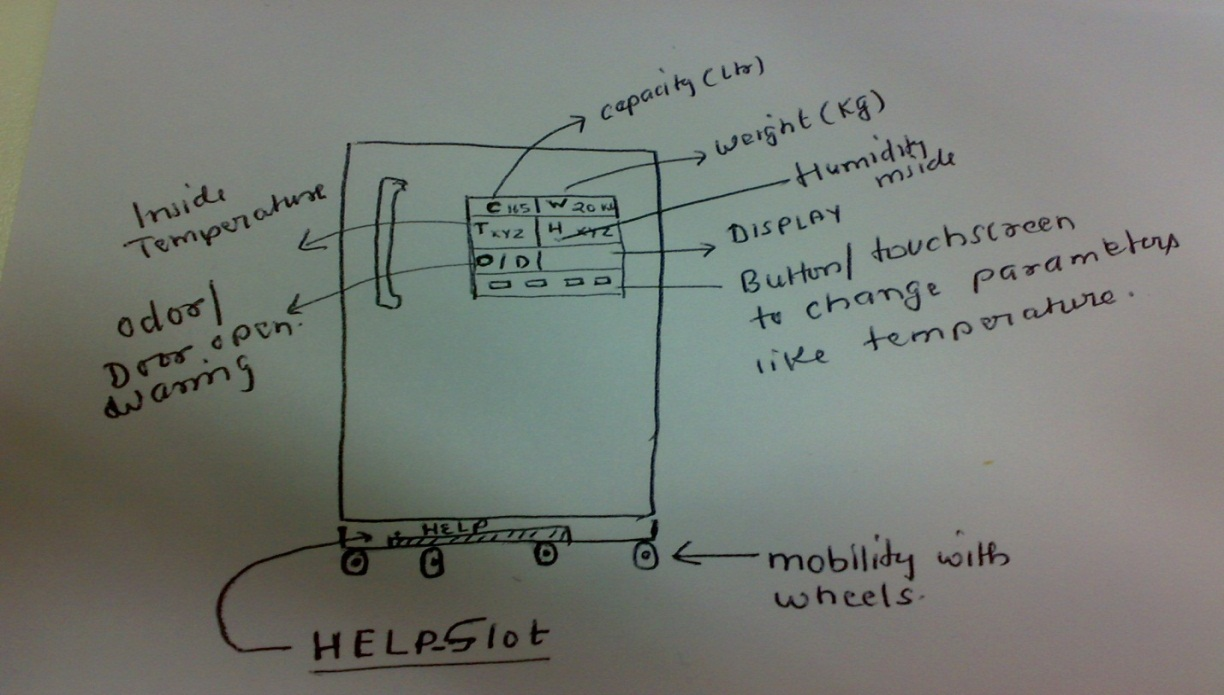 capacity (Ltr)
weight (Kg)
Humidity
inside
Inside
Temperature
C 165 | W 20 Kg
T XYZ | H XYZ
O / D |
DISPLAY
Button/ touchscreen
to change parameters
like temperature.
odor/
Door open
warning
HELP
mobility with
wheels.
HELP-Slot